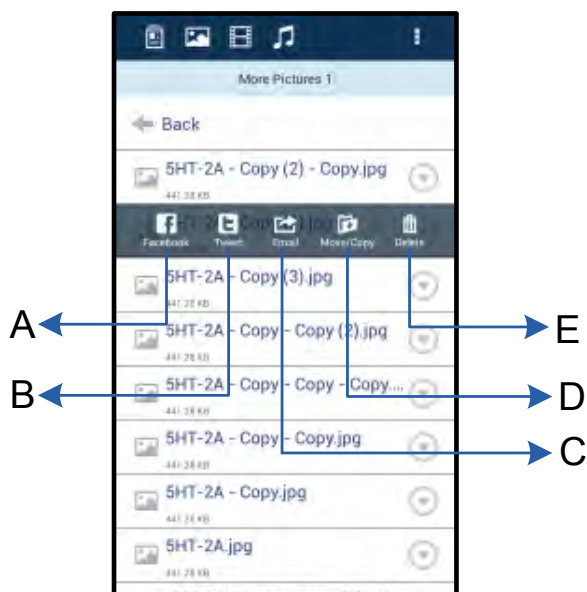 More Pictures 1
Back
5HT-2A - Copy (2) - Copy.jpg
441.28 KB
Facebook Tweet Email Move/Copy Delete
5HT-2A - Copy (3).jpg
441.28 KB
A E
5HT-2A - Copy - Copy (2).jpg
441.28 KB
B D
5HT-2A - Copy - Copy - Copy....
441.28 KB
C
5HT-2A - Copy - Copy.jpg
441.28 KB
5HT-2A - Copy.jpg
441.28 KB
5HT-2A.jpg
441.28 KB